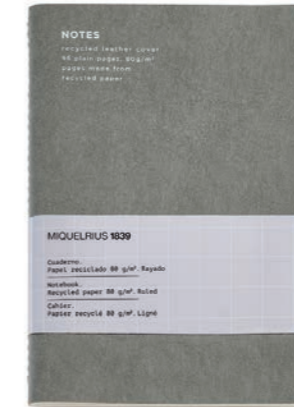 NOTES
recycled leather cover
48 plain pages, 80g/m²
pages made from
recycled paper
MIQUELRIUS 1839
Cuaderno.
Papel reciclado 80 g/m². Rayado
Notebook.
Recycled paper 80 g/m². Ruled
Cahier.
Papier recyclé 80 g/m². Ligné